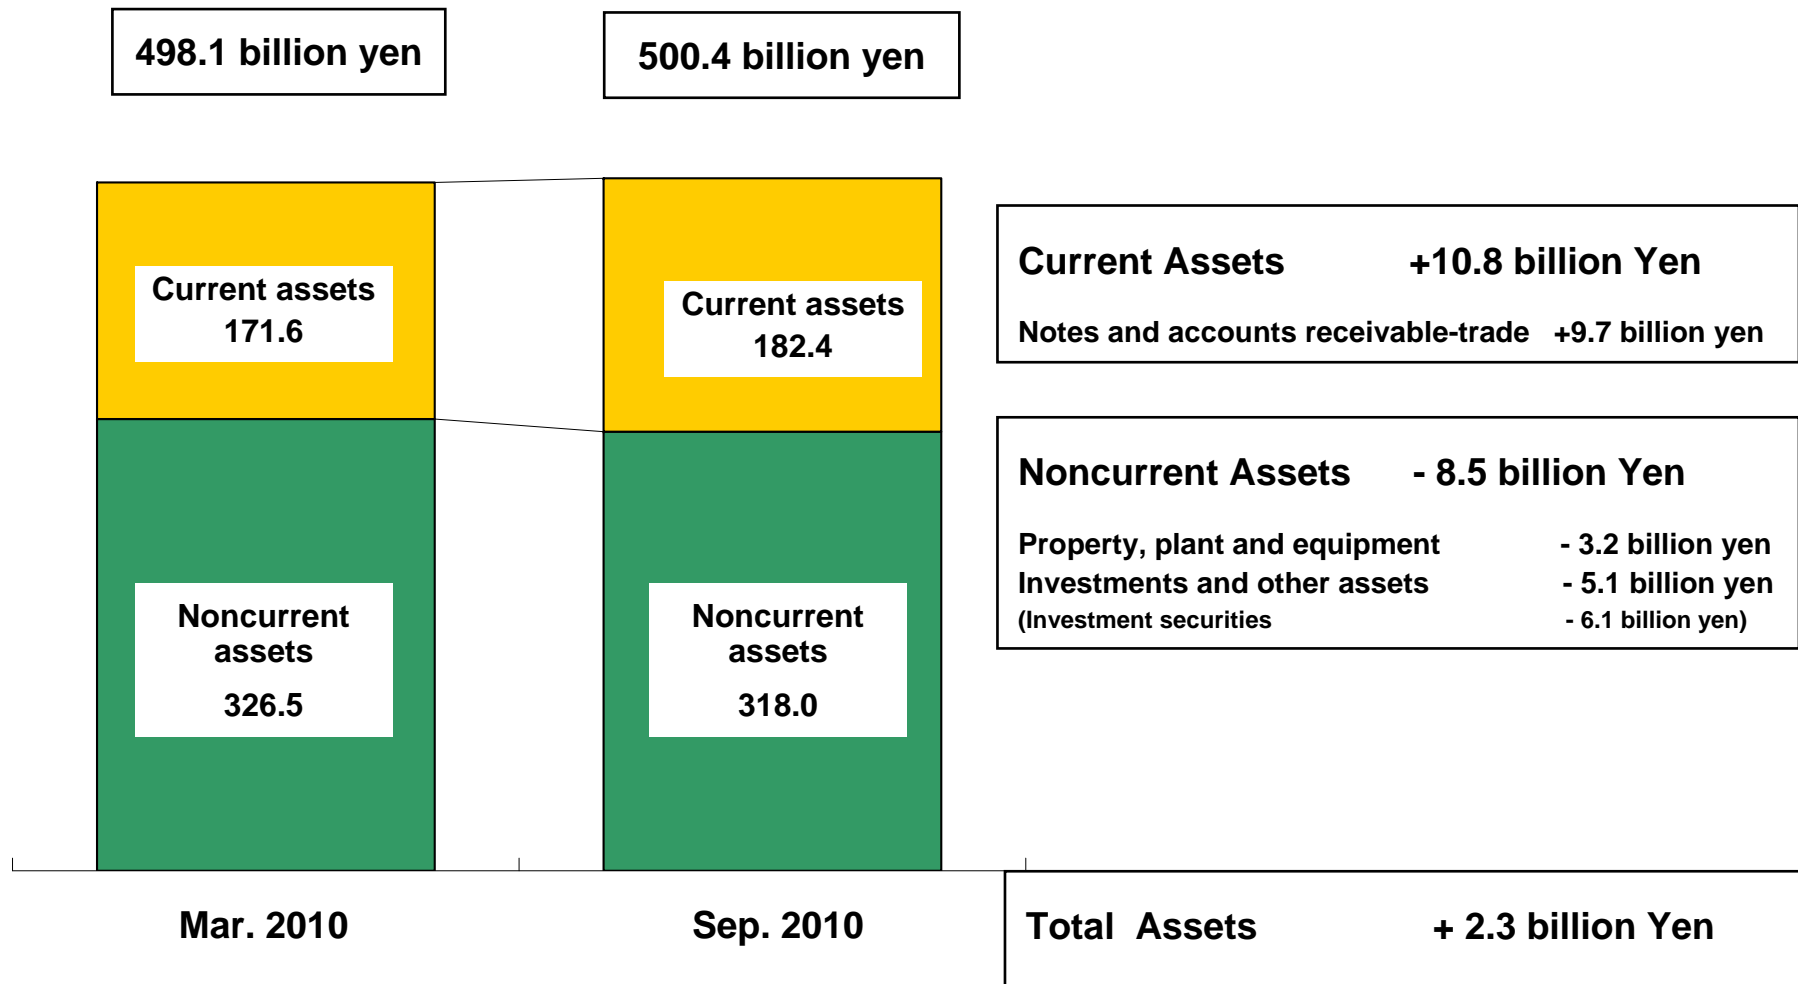 498.1 billion yen
500.4 billion yen
Current assets
171.6
Current assets
182.4
Noncurrent
assets
326.5
Noncurrent
assets
318.0
Current Assets +10.8 billion Yen
Notes and accounts receivable-trade +9.7 billion yen
Noncurrent Assets - 8.5 billion Yen
Property, plant and equipment - 3.2 billion yen
Investments and other assets - 5.1 billion yen
(Investment securities - 6.1 billion yen)
Mar. 2010
Sep. 2010
Total Assets + 2.3 billion Yen